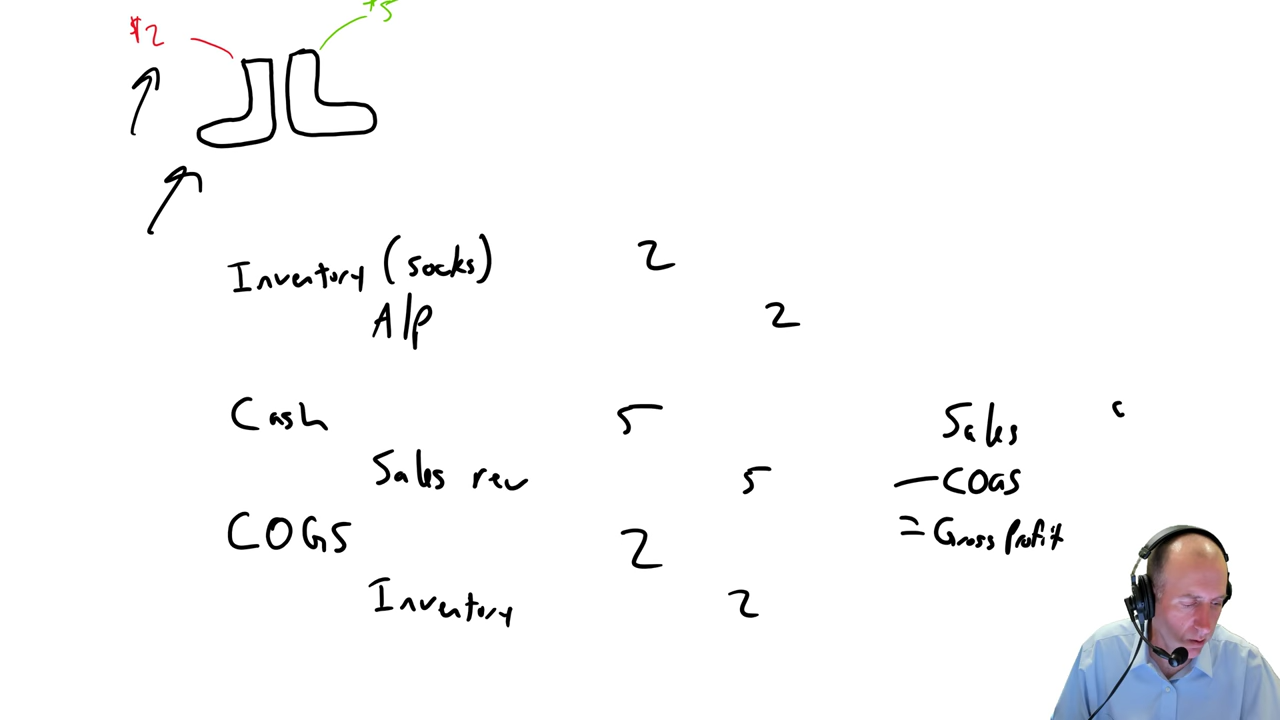 $2
$5
Inventory (socks) 2
A/P 2
Cash 5
Sales rev 5
COGS 2
Inventory 2
Sales
- COGS
= Gross Profit